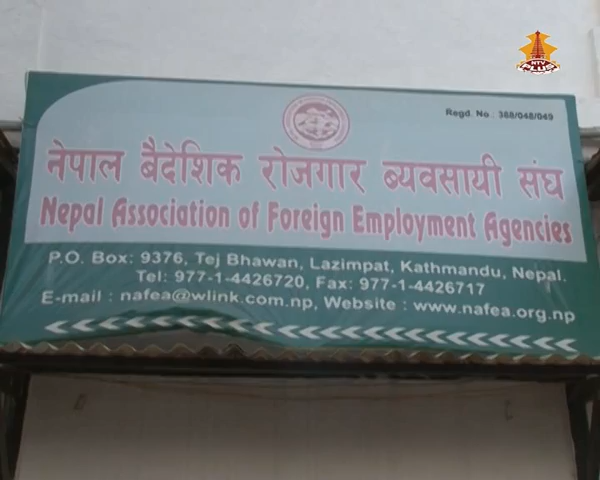 NTV
PLUS
Regd. No.: 388/048/049
नेपाल बैदेशिक रोजगार ब्यवसायी संघ
Nepal Association of Foreign Employment Agencies
P.O. Box: 9376, Tej Bhawan, Lazimpat, Kathmandu, Nepal.
Tel: 977-1-4426720, Fax: 977-1-4426717
E-mail : nafea@wlink.com.np, Website : www.nafea.org.np